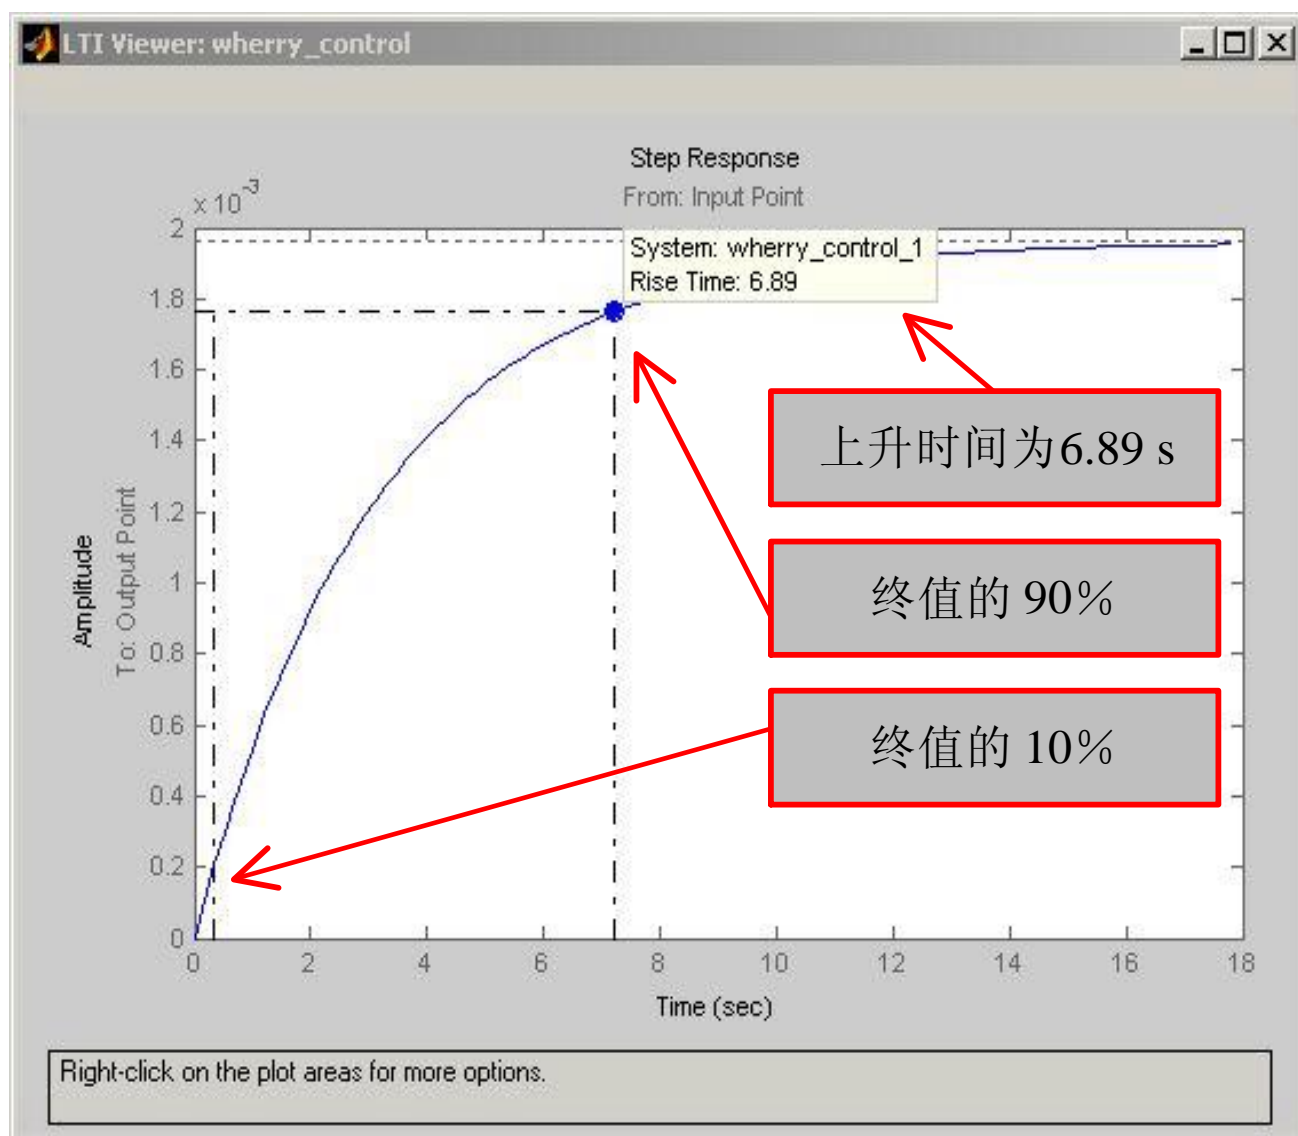 LTI Viewer: wherry_control
Step Response
From: Input Point
x 10
-3
System: wherry_control_1
Rise Time: 6.89
2
1.8
1.6
1.4
1.2
1
0.8
0.6
0.4
0.2
0
Amplitude
To: Output Point
上升时间为6.89 s
终值的 90%
终值的 10%
0 2 4 6 8 10 12 14 16 18
Time (sec)
Right-click on the plot areas for more options.